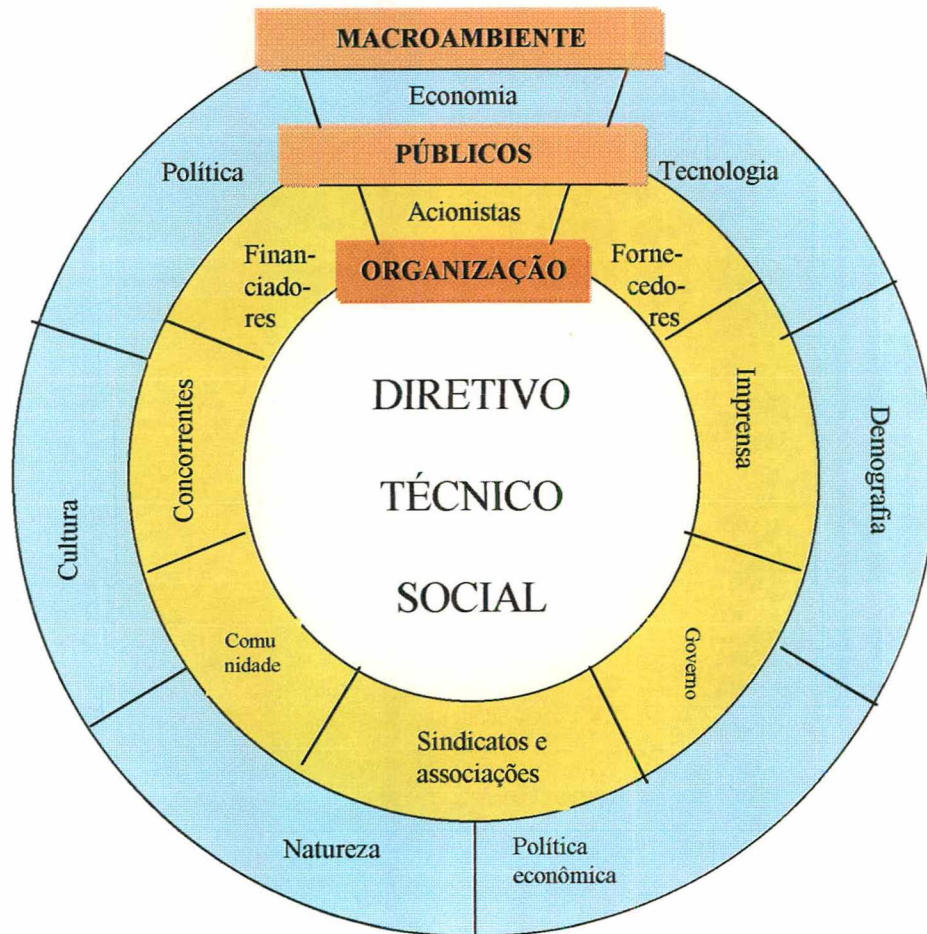 MACROAMBIENTE
Economia
PÚBLICOS
Política
Tecnologia
Acionistas
Finan-
ciado-
res
ORGANIZAÇÃO
Forne-
cedo-
res
DIRETIVO
TÉCNICO
SOCIAL
Concorrentes
Imprensa
Cultura
Demografia
Comu
nidade
Governo
Sindicatos e
associações
Natureza
Política
econômica